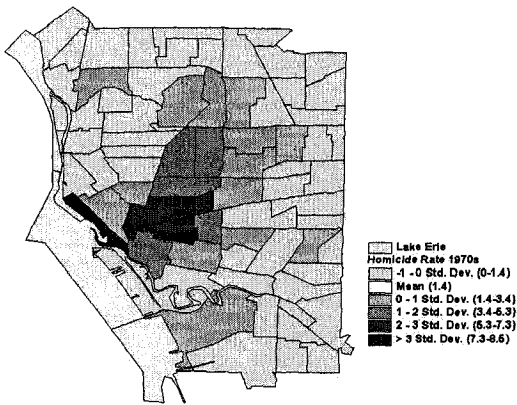 Lake Erie
Homicide Rate 1970s
-1 - 0 Std. Dev. (0-1.4)
Mean (1.4)
0 - 1 Std. Dev. (1.4-3.4)
1 - 2 Std. Dev. (3.4-5.3)
2 - 3 Std. Dev. (5.3-7.3)
> 3 Std. Dev. (7.3-8.5)